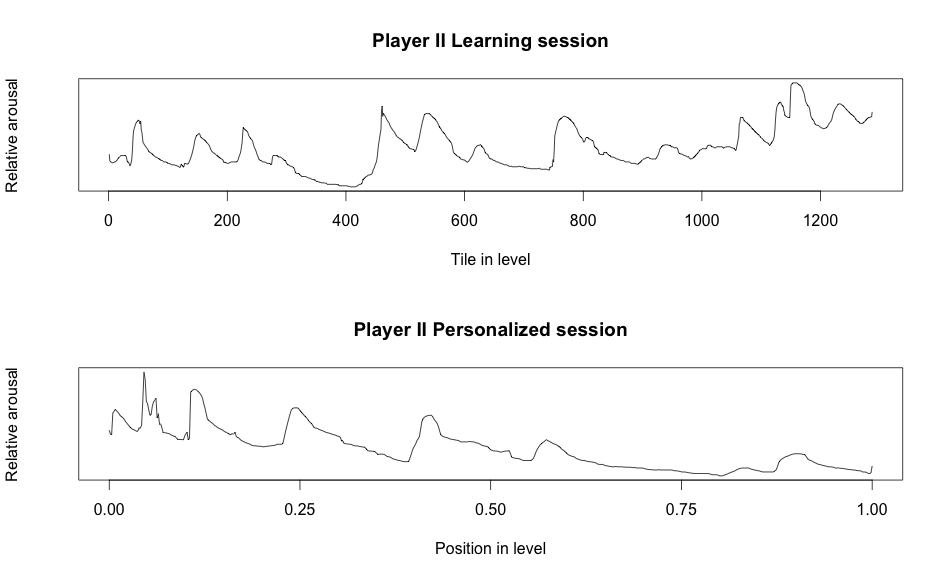 Player II Learning session
Relative arousal
0 200 400 600 800 1000 1200
Tile in level
Player II Personalized session
Relative arousal
0.00 0.25 0.50 0.75 1.00
Position in level